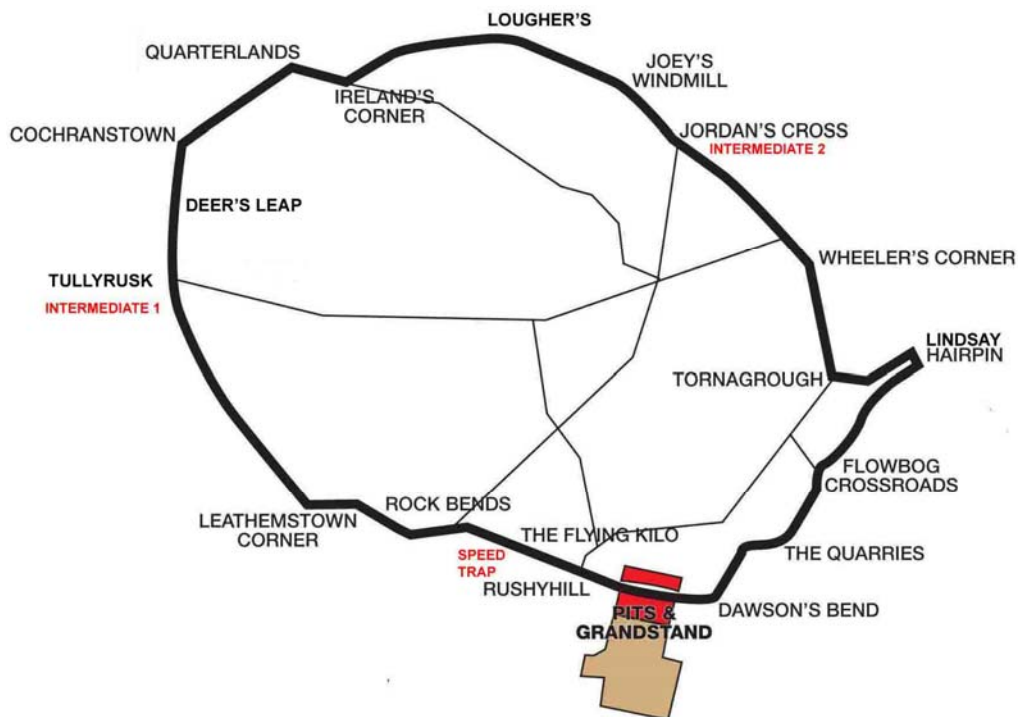 LOUGHER'S
QUARTERLANDS
JOEY'S
WINDMILL
IRELAND'S
CORNER
COCHRANSTOWN
JORDAN'S CROSS
INTERMEDIATE 2
DEER'S LEAP
WHEELER'S CORNER
TULLYRUSK
INTERMEDIATE 1
LINDSAY
HAIRPIN
TORNAGROUGH
FLOWBOG
CROSSROADS
ROCK BENDS
LEATHEMSTOWN
CORNER
THE FLYING KILO
THE QUARRIES
SPEED
TRAP
RUSHYHILL
DAWSON'S BEND
PITS &
GRANDSTAND